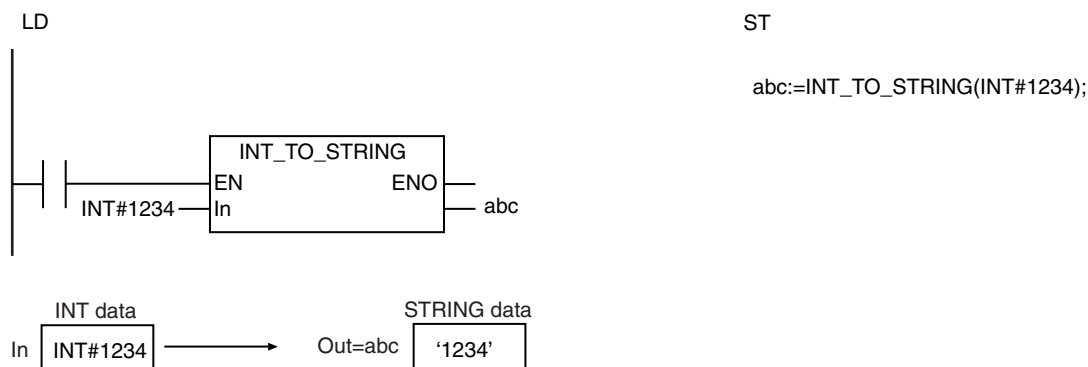 LD
ST
abc:=INT_TO_STRING(INT#1234);
INT_TO_STRING
EN ENO
INT#1234 In abc
INT data STRING data
In INT#1234 Out=abc ‘1234’